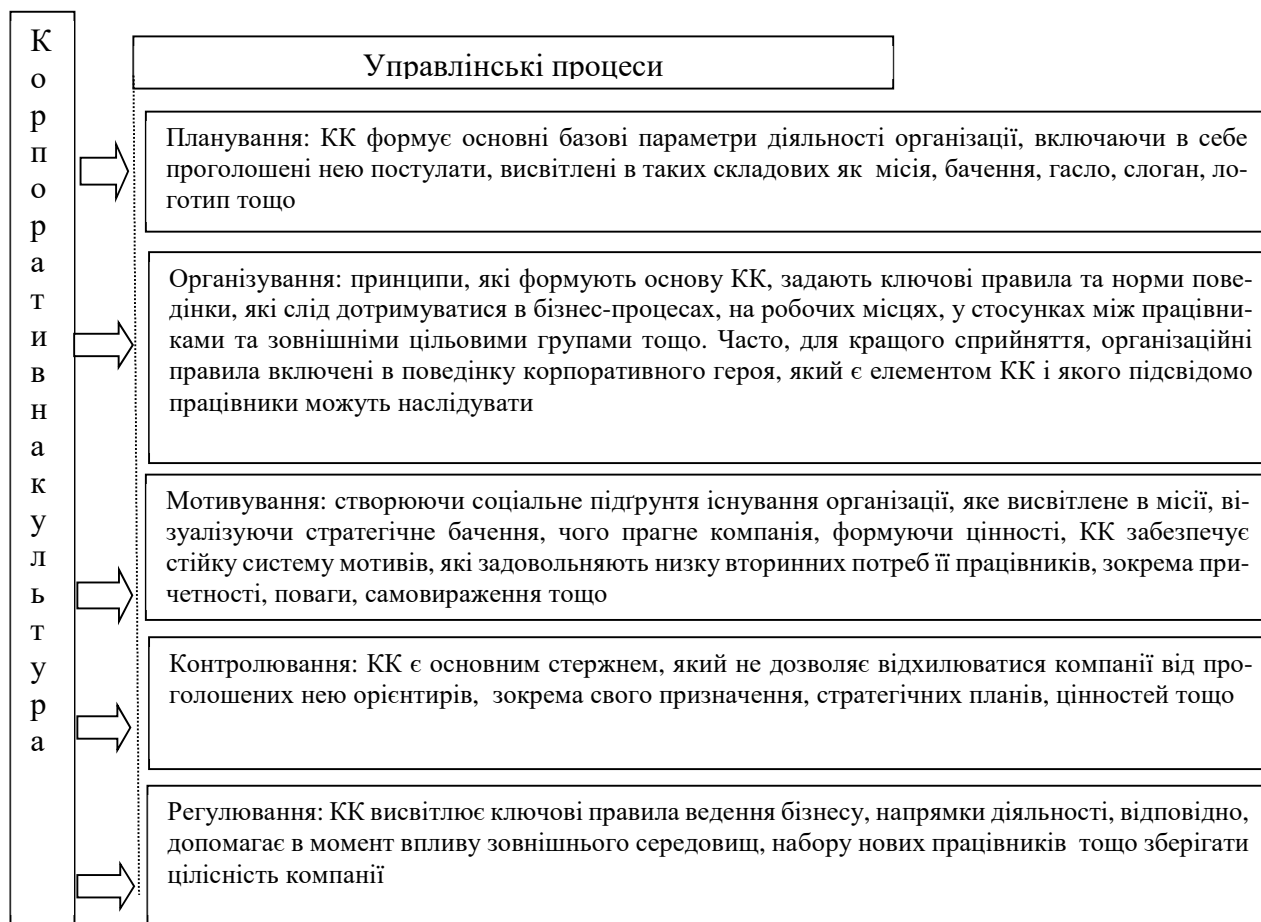 Корпоративна культура
Управлінські процеси
Планування: КК формує основні базові параметри діяльності організації, включаючи в себе
проголошені нею постулати, висвітлені в таких складових як місія, бачення, гасло, слоган, ло-
готип тощо
Організування: принципи, які формують основу КК, задають ключові правила та норми пове-
дінки, які слід дотримуватися в бізнес-процесах, на робочих місцях, у стосунках між працівни-
ками та зовнішніми цільовими групами тощо. Часто, для кращого сприйняття, організаційні
правила включені в поведінку корпоративного героя, який є елементом КК і якого підсвідомо
працівники можуть наслідувати
Мотивування: створюючи соціальне підґрунтя існування організації, яке висвітлене в місії, ві-
зуалізуючи стратегічне бачення, чого прагне компанія, формуючи цінності, КК забезпечує
стійку систему мотивів, які задовольняють низку вторинних потреб її працівників, зокрема при-
четності, поваги, самовираження тощо
Контролювання: КК є основним стержнем, який не дозволяє відхилюватися компанії від про-
голошених нею орієнтирів, зокрема свого призначення, стратегічних планів, цінностей тощо
Регулювання: КК висвітлює ключові правила ведення бізнесу, напрямки діяльності, відповідно,
допомагає в момент впливу зовнішнього середовищ, набору нових працівників тощо зберігати
цілісність компанії